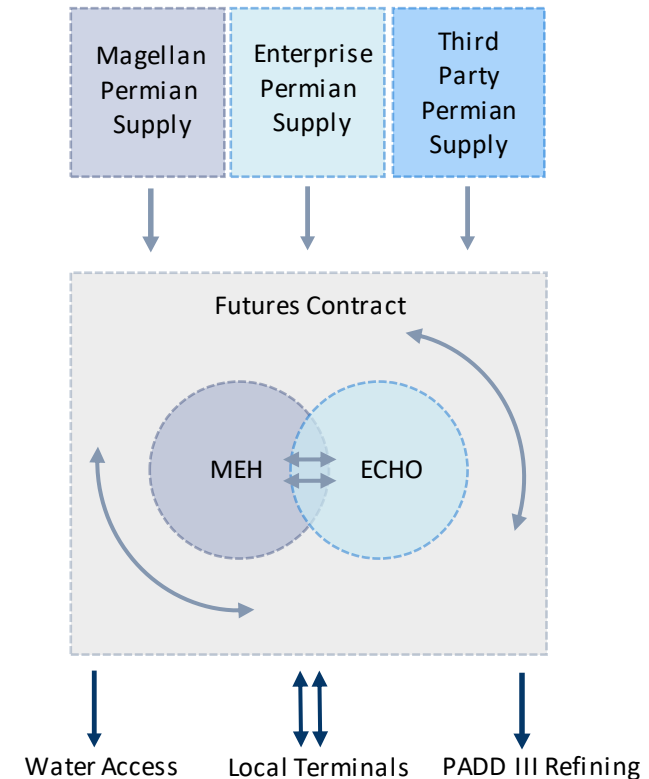 Magellan
Permian
Supply
Enterprise
Permian
Supply
Third
Party
Permian
Supply
Futures Contract
MEH
ECHO
Water Access
Local Terminals
PADD III Refining